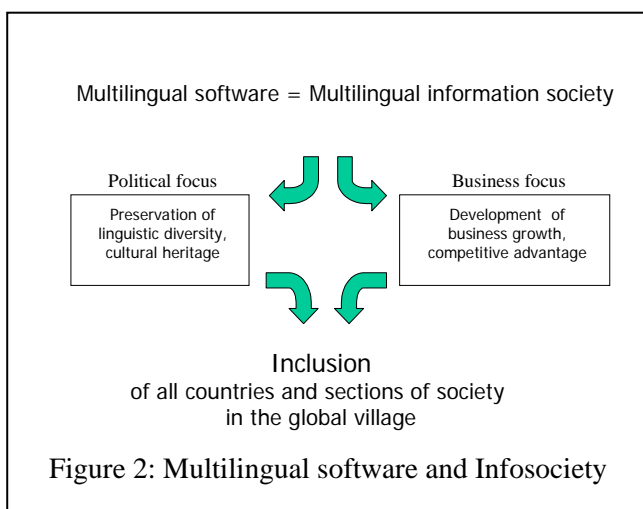 Multilingual software = Multilingual information society
Political focus
Preservation of
linguistic diversity,
cultural heritage
Business focus
Development of
business growth,
competitive advantage
Inclusion
of all countries and sections of society
in the global village
Figure 2: Multilingual software and Infosociety